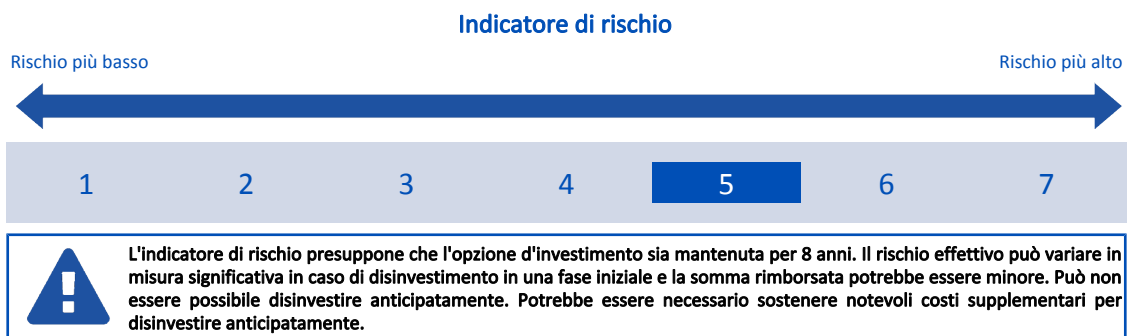 Indicatore di rischio
Rischio più basso
Rischio più alto
1 2 3 4 5 6 7
L'indicatore di rischio presuppone che l'opzione d'investimento sia mantenuta per 8 anni. Il rischio effettivo può variare in
misura significativa in caso di disinvestimento in una fase iniziale e la somma rimborsata potrebbe essere minore. Può non
essere possibile disinvestire anticipatamente. Potrebbe essere necessario sostenere notevoli costi supplementari per
disinvestire anticipatamente.